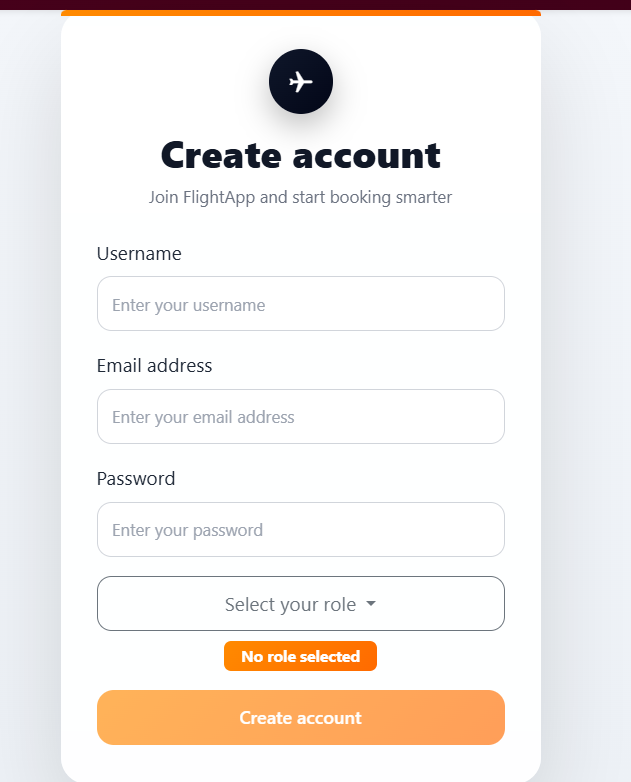 Create account
Join FlightApp and start booking smarter
Username
Enter your username
Email address
Enter your email address
Password
Enter your password
Select your role
No role selected
Create account